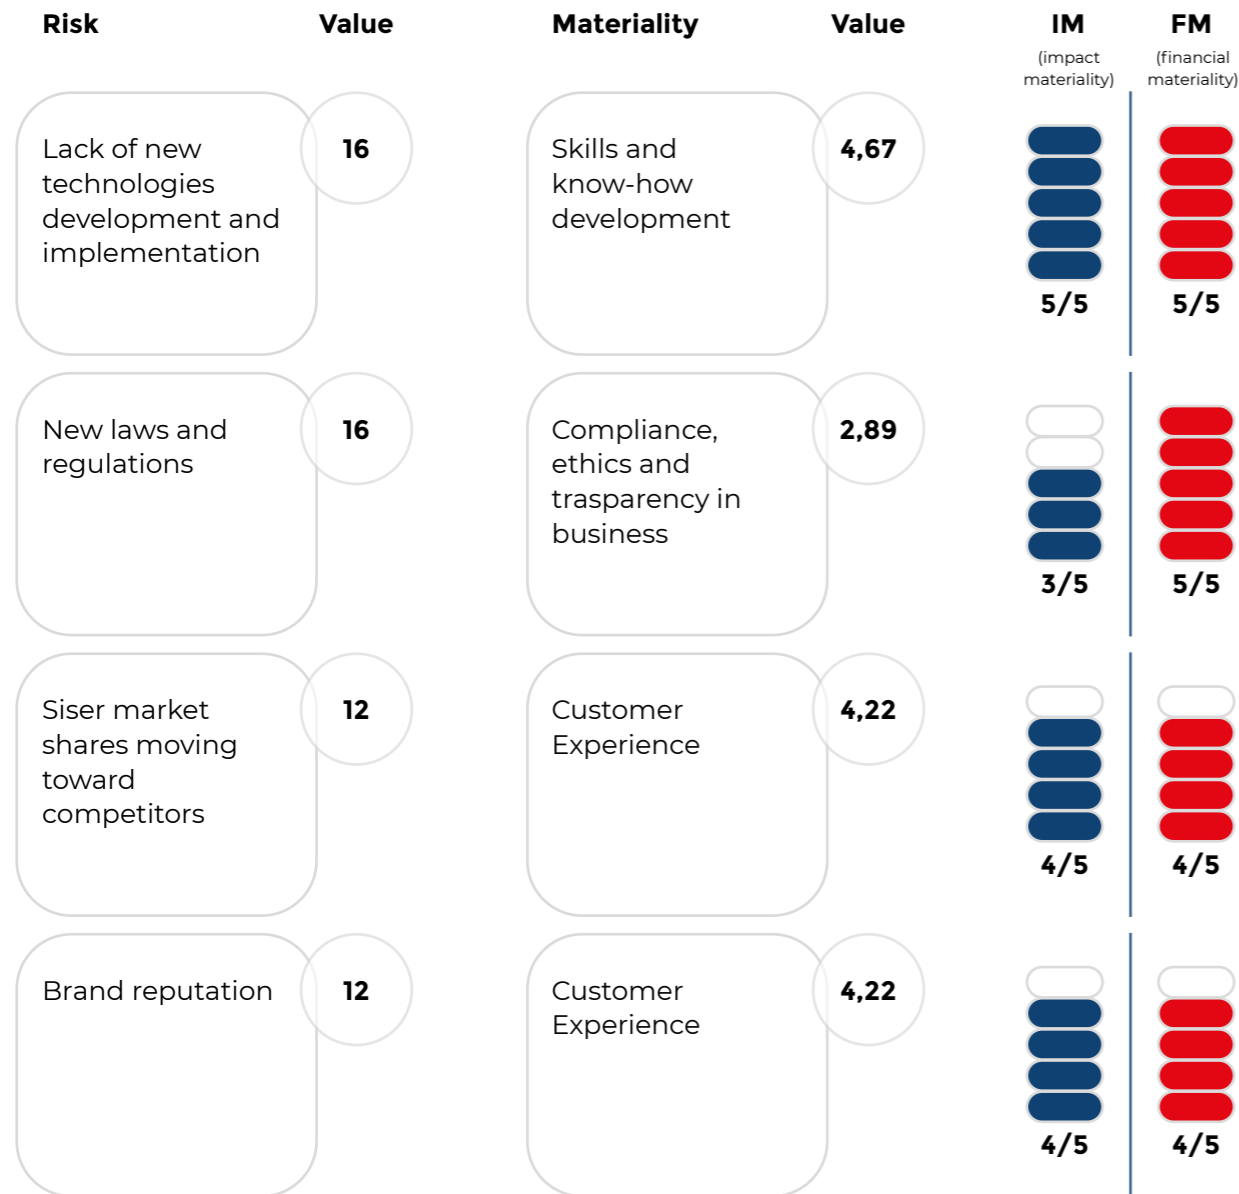 Risk Value Materiality Value IM FM
(impact materiality) (financial materiality)
Lack of new
technologies
development and
implementation
16
Skills and
know-how
development
4,67
5/5 5/5
New laws and
regulations
16
Compliance,
ethics and
trasparency in
business
2,89
3/5 5/5
Siser market
shares moving
toward
competitors
12
Customer
Experience
4,22
4/5 4/5
Brand reputation
12
Customer
Experience
4,22
4/5 4/5